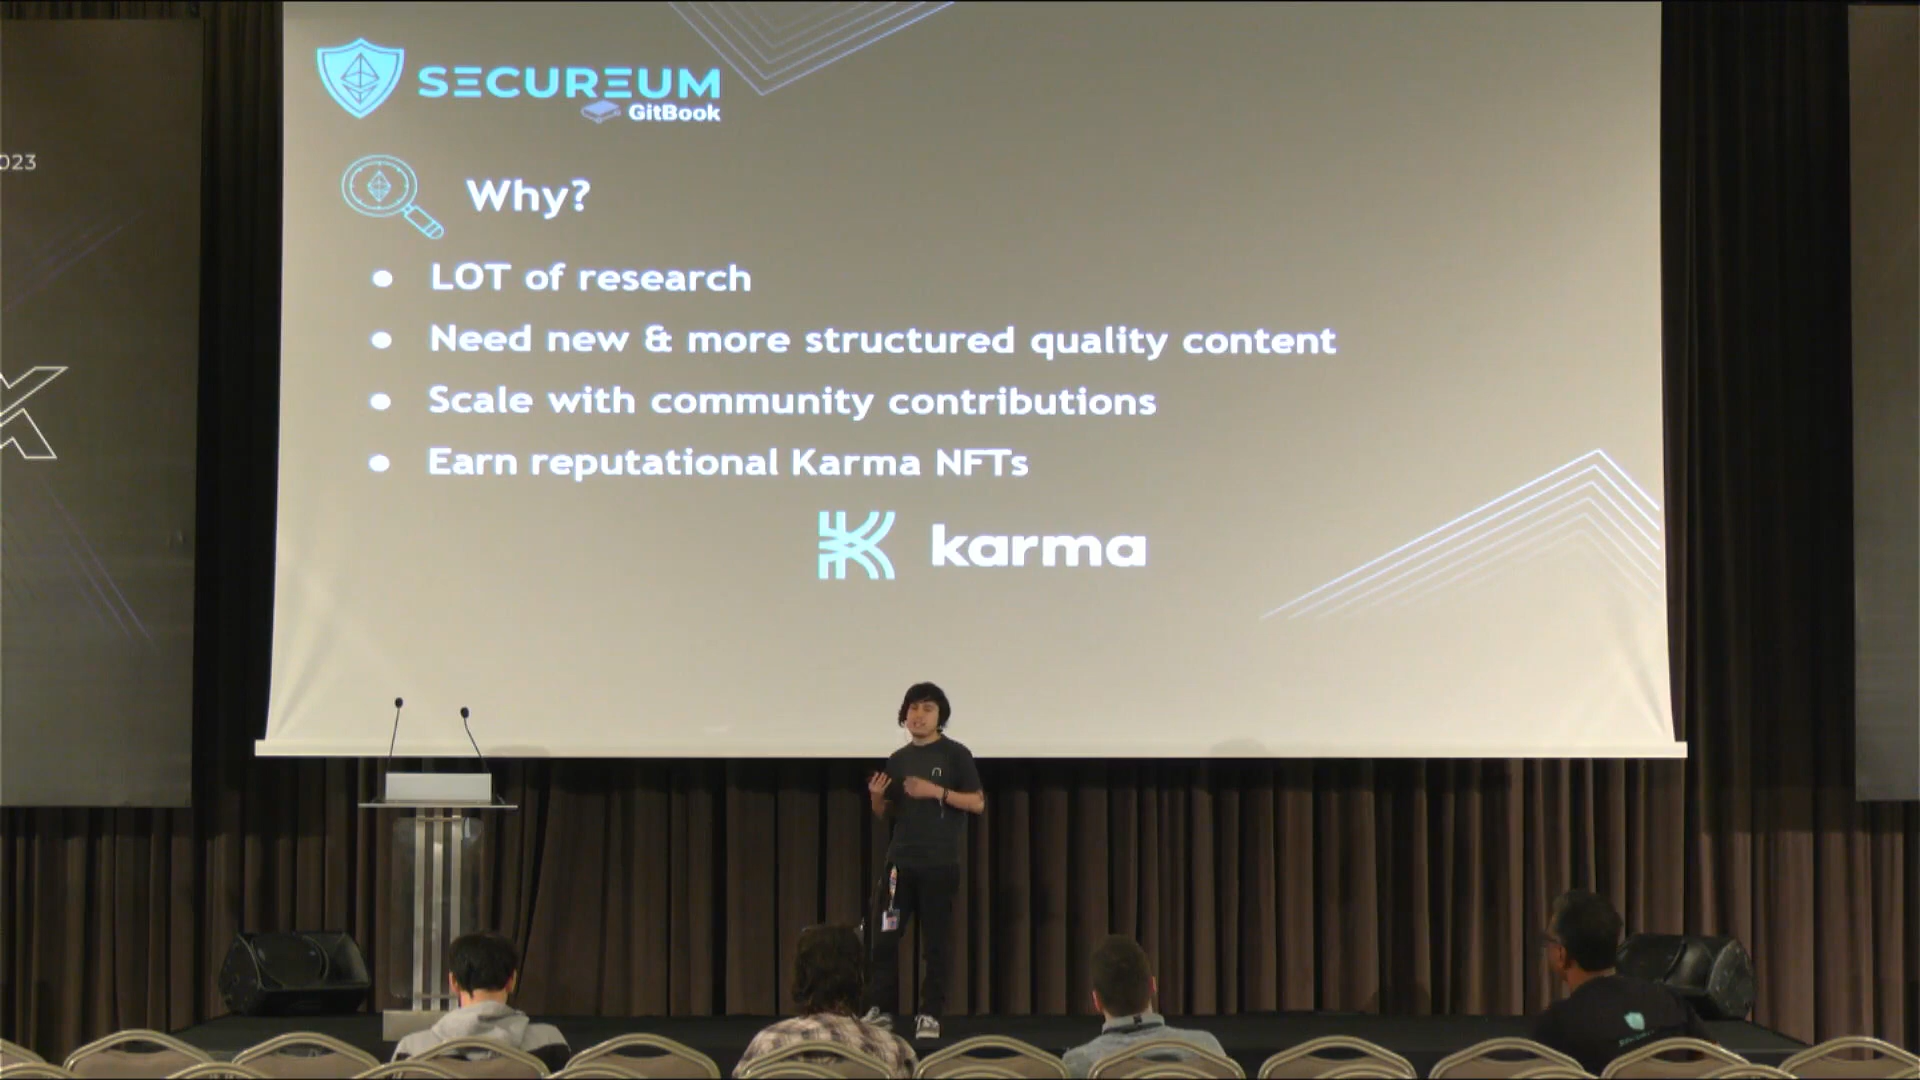 SECUREUM
GitBook
023
Why?
LOT of research
Need new & more structured quality content
Scale with community contributions
Earn reputational Karma NFTs
karma